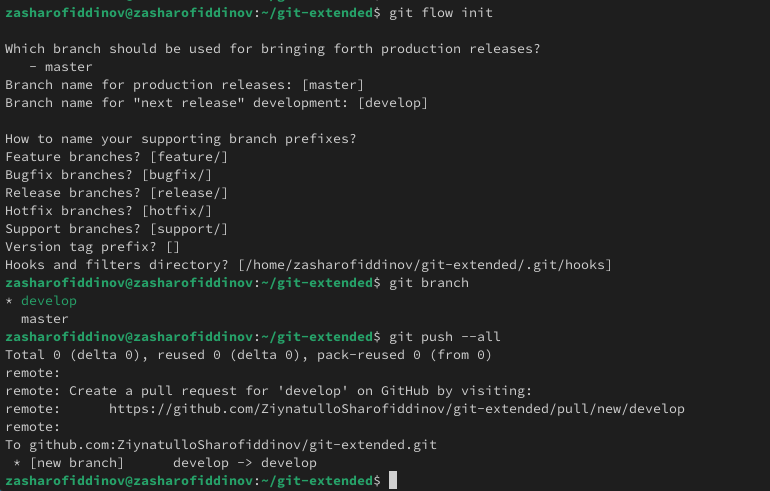 zasharofiddinov@zasharofiddinov:~/git-extended$ git flow init

Which branch should be used for bringing forth production releases?
   - master
Branch name for production releases: [master]
Branch name for "next release" development: [develop]

How to name your supporting branch prefixes?
Feature branches? [feature/]
Bugfix branches? [bugfix/]
Release branches? [release/]
Hotfix branches? [hotfix/]
Support branches? [support/]
Version tag prefix? []
Hooks and filters directory? [/home/zasharofiddinov/git-extended/.git/hooks]
zasharofiddinov@zasharofiddinov:~/git-extended$ git branch
* develop
  master
zasharofiddinov@zasharofiddinov:~/git-extended$ git push --all
Total 0 (delta 0), reused 0 (delta 0), pack-reused 0 (from 0)
remote:
remote: Create a pull request for 'develop' on GitHub by visiting:
remote:      https://github.com/ZiynatulloSharofiddinov/git-extended/pull/new/develop
remote:
To github.com:ZiynatulloSharofiddinov/git-extended.git
 * [new branch]      develop -> develop
zasharofiddinov@zasharofiddinov:~/git-extended$